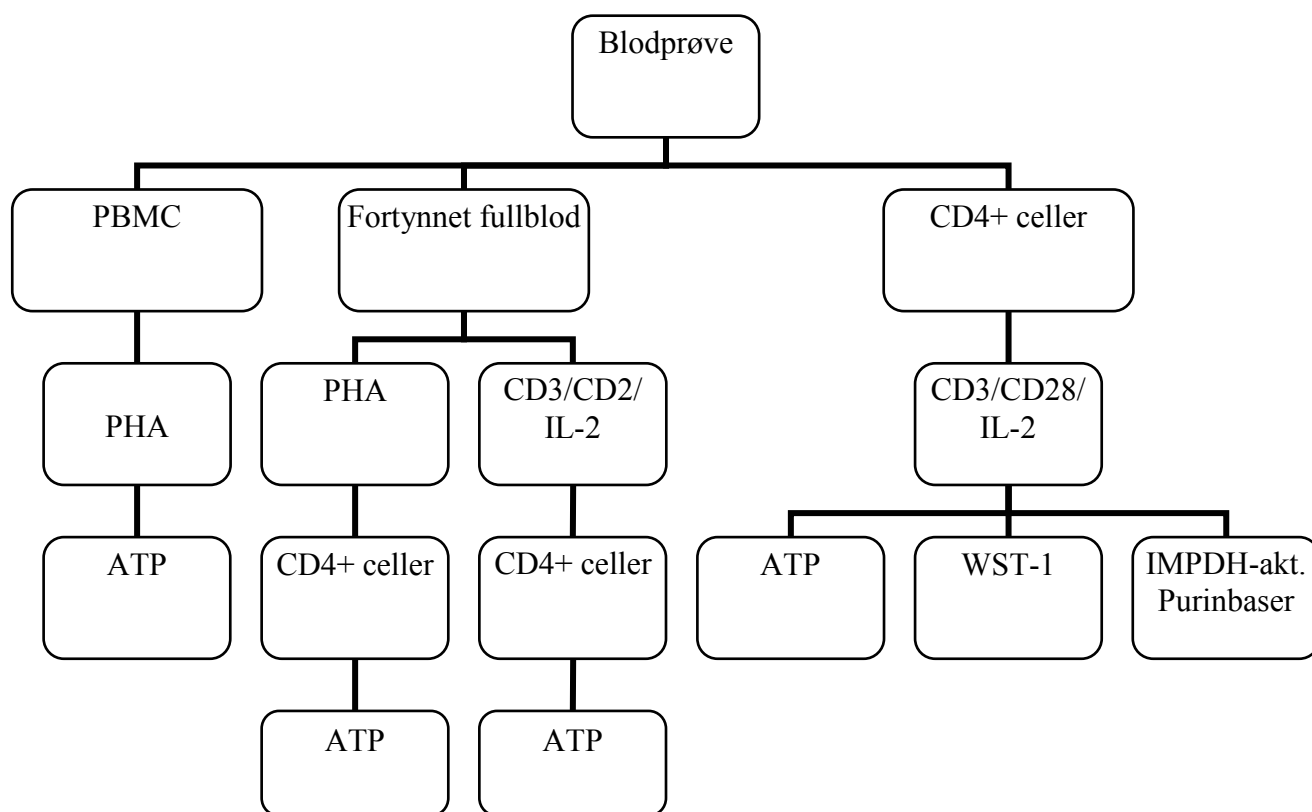 Blodprøve
PBMC
Fortynnet fullblod
CD4+ celler
PHA
PHA
CD3/CD2/
IL-2
CD3/CD28/
IL-2
ATP
CD4+ celler
CD4+ celler
ATP
WST-1
IMPDH-akt.
Purinbaser
ATP
ATP